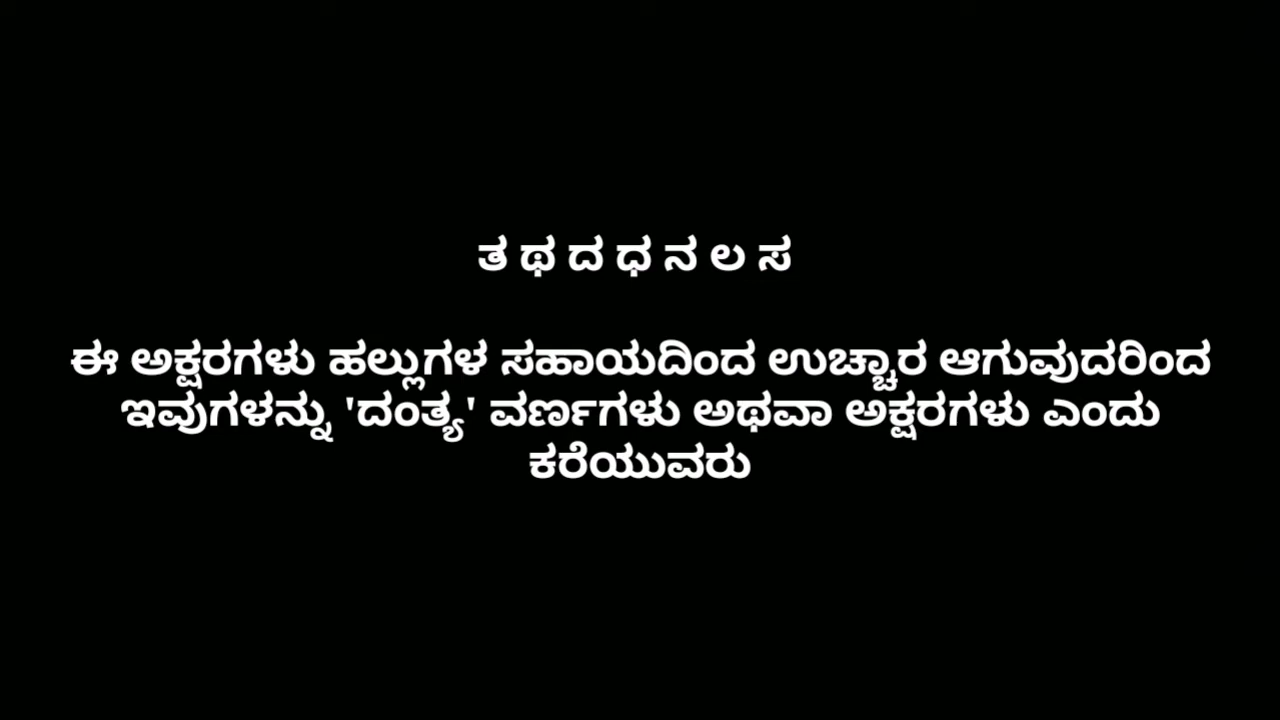 ತ ಥ ದ ಧ ನ ಲ ಸ
ಈ ಅಕ್ಷರಗಳು ಹಲ್ಲುಗಳ ಸಹಾಯದಿಂದ ಉಚ್ಚಾರ ಆಗುವುದರಿಂದ
ಇವುಗಳನ್ನು 'ದಂತ್ಯ' ವರ್ಣಗಳು ಅಥವಾ ಅಕ್ಷರಗಳು ಎಂದು
ಕರೆಯುವರು